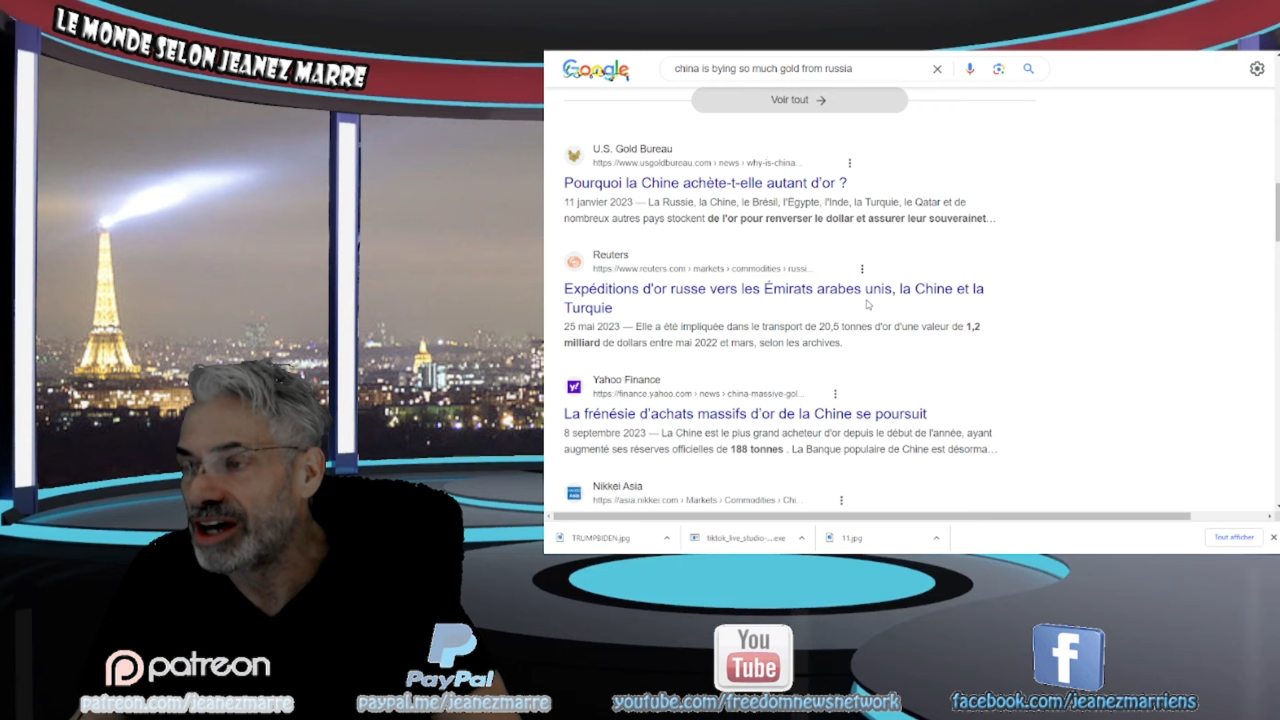 LE MONDE SELON JEANEZ MARRE
Google
china is bying so much gold from russia
Voir tout
U.S. Gold Bureau
https://www.usgoldbureau.com › news › why-is-china...
Pourquoi la Chine achète-t-elle autant d'or ?
11 janvier 2023 — La Russie, la Chine, le Brésil, l'Égypte, l'Inde, la Turquie, le Qatar et de
nombreux autres pays stockent de l'or pour renverser le dollar et assurer leur souverainet…
Reuters
https://www.reuters.com › markets › commodities › russi...
Expéditions d'or russe vers les Émirats arabes unis, la Chine et la
Turquie
25 mai 2023 — Elle a été impliquée dans le transport de 20,5 tonnes d'or d'une valeur de 1,2
milliard de dollars entre mai 2022 et mars, selon les archives.
Yahoo Finance
https://finance.yahoo.com › news › china-massive-gol...
La frénésie d'achats massifs d'or de la Chine se poursuit
8 septembre 2023 — La Chine est le plus grand acheteur d'or depuis le début de l'année, ayant
augmenté ses réserves officielles de 188 tonnes . La Banque populaire de Chine est désorma…
Nikkei Asia
https://asia.nikkei.com › Markets › Commodities › Chi...
TRUMPBIDEN.jpg
tiktok_live_studio-...exe
11.jpg
Tout afficher
patreon
PayPal
You
Tube
patreon.com/jeanezmarre
paypal.me/jeanezmarre
youtube.com/freedomnewsnetwork
facebook.com/jeanezmarriens